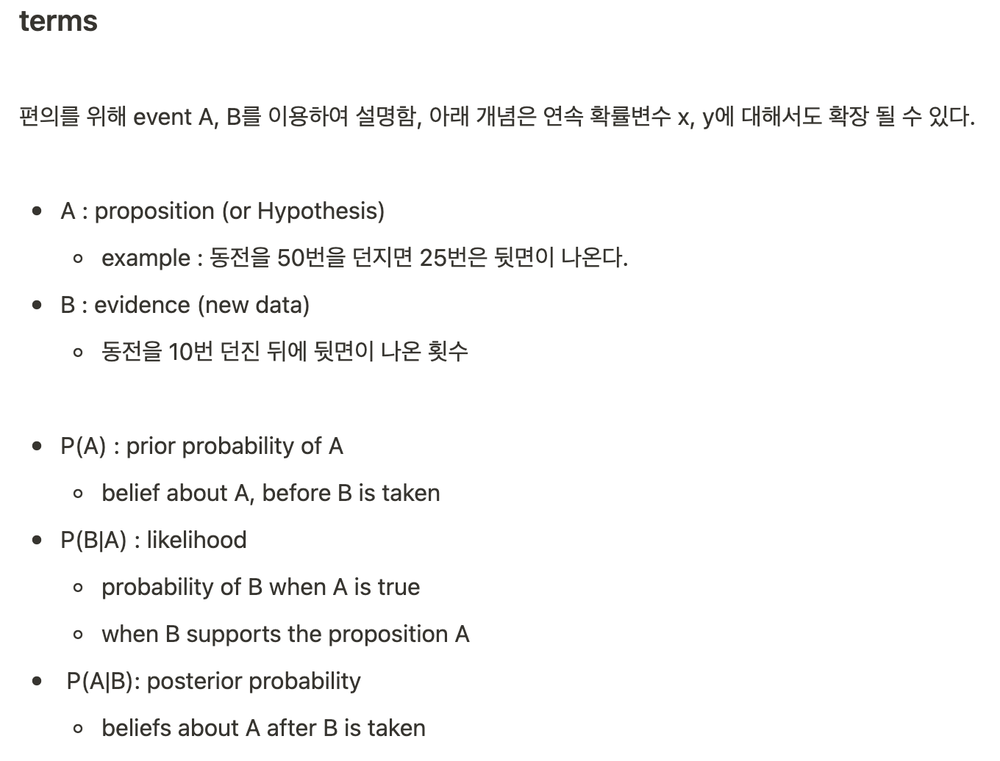 terms
편의를 위해 event A, B를 이용하여 설명함, 아래 개념은 연속 확률변수 x, y에 대해서도 확장 될 수 있다.
• A : proposition (or Hypothesis)
◦ example : 동전을 50번을 던지면 25번은 뒷면이 나온다.
• B : evidence (new data)
◦ 동전을 10번 던진 뒤에 뒷면이 나온 횟수
• P(A) : prior probability of A
◦ belief about A, before B is taken
• P(B|A) : likelihood
◦ probability of B when A is true
◦ when B supports the proposition A
• P(A|B): posterior probability
◦ beliefs about A after B is taken